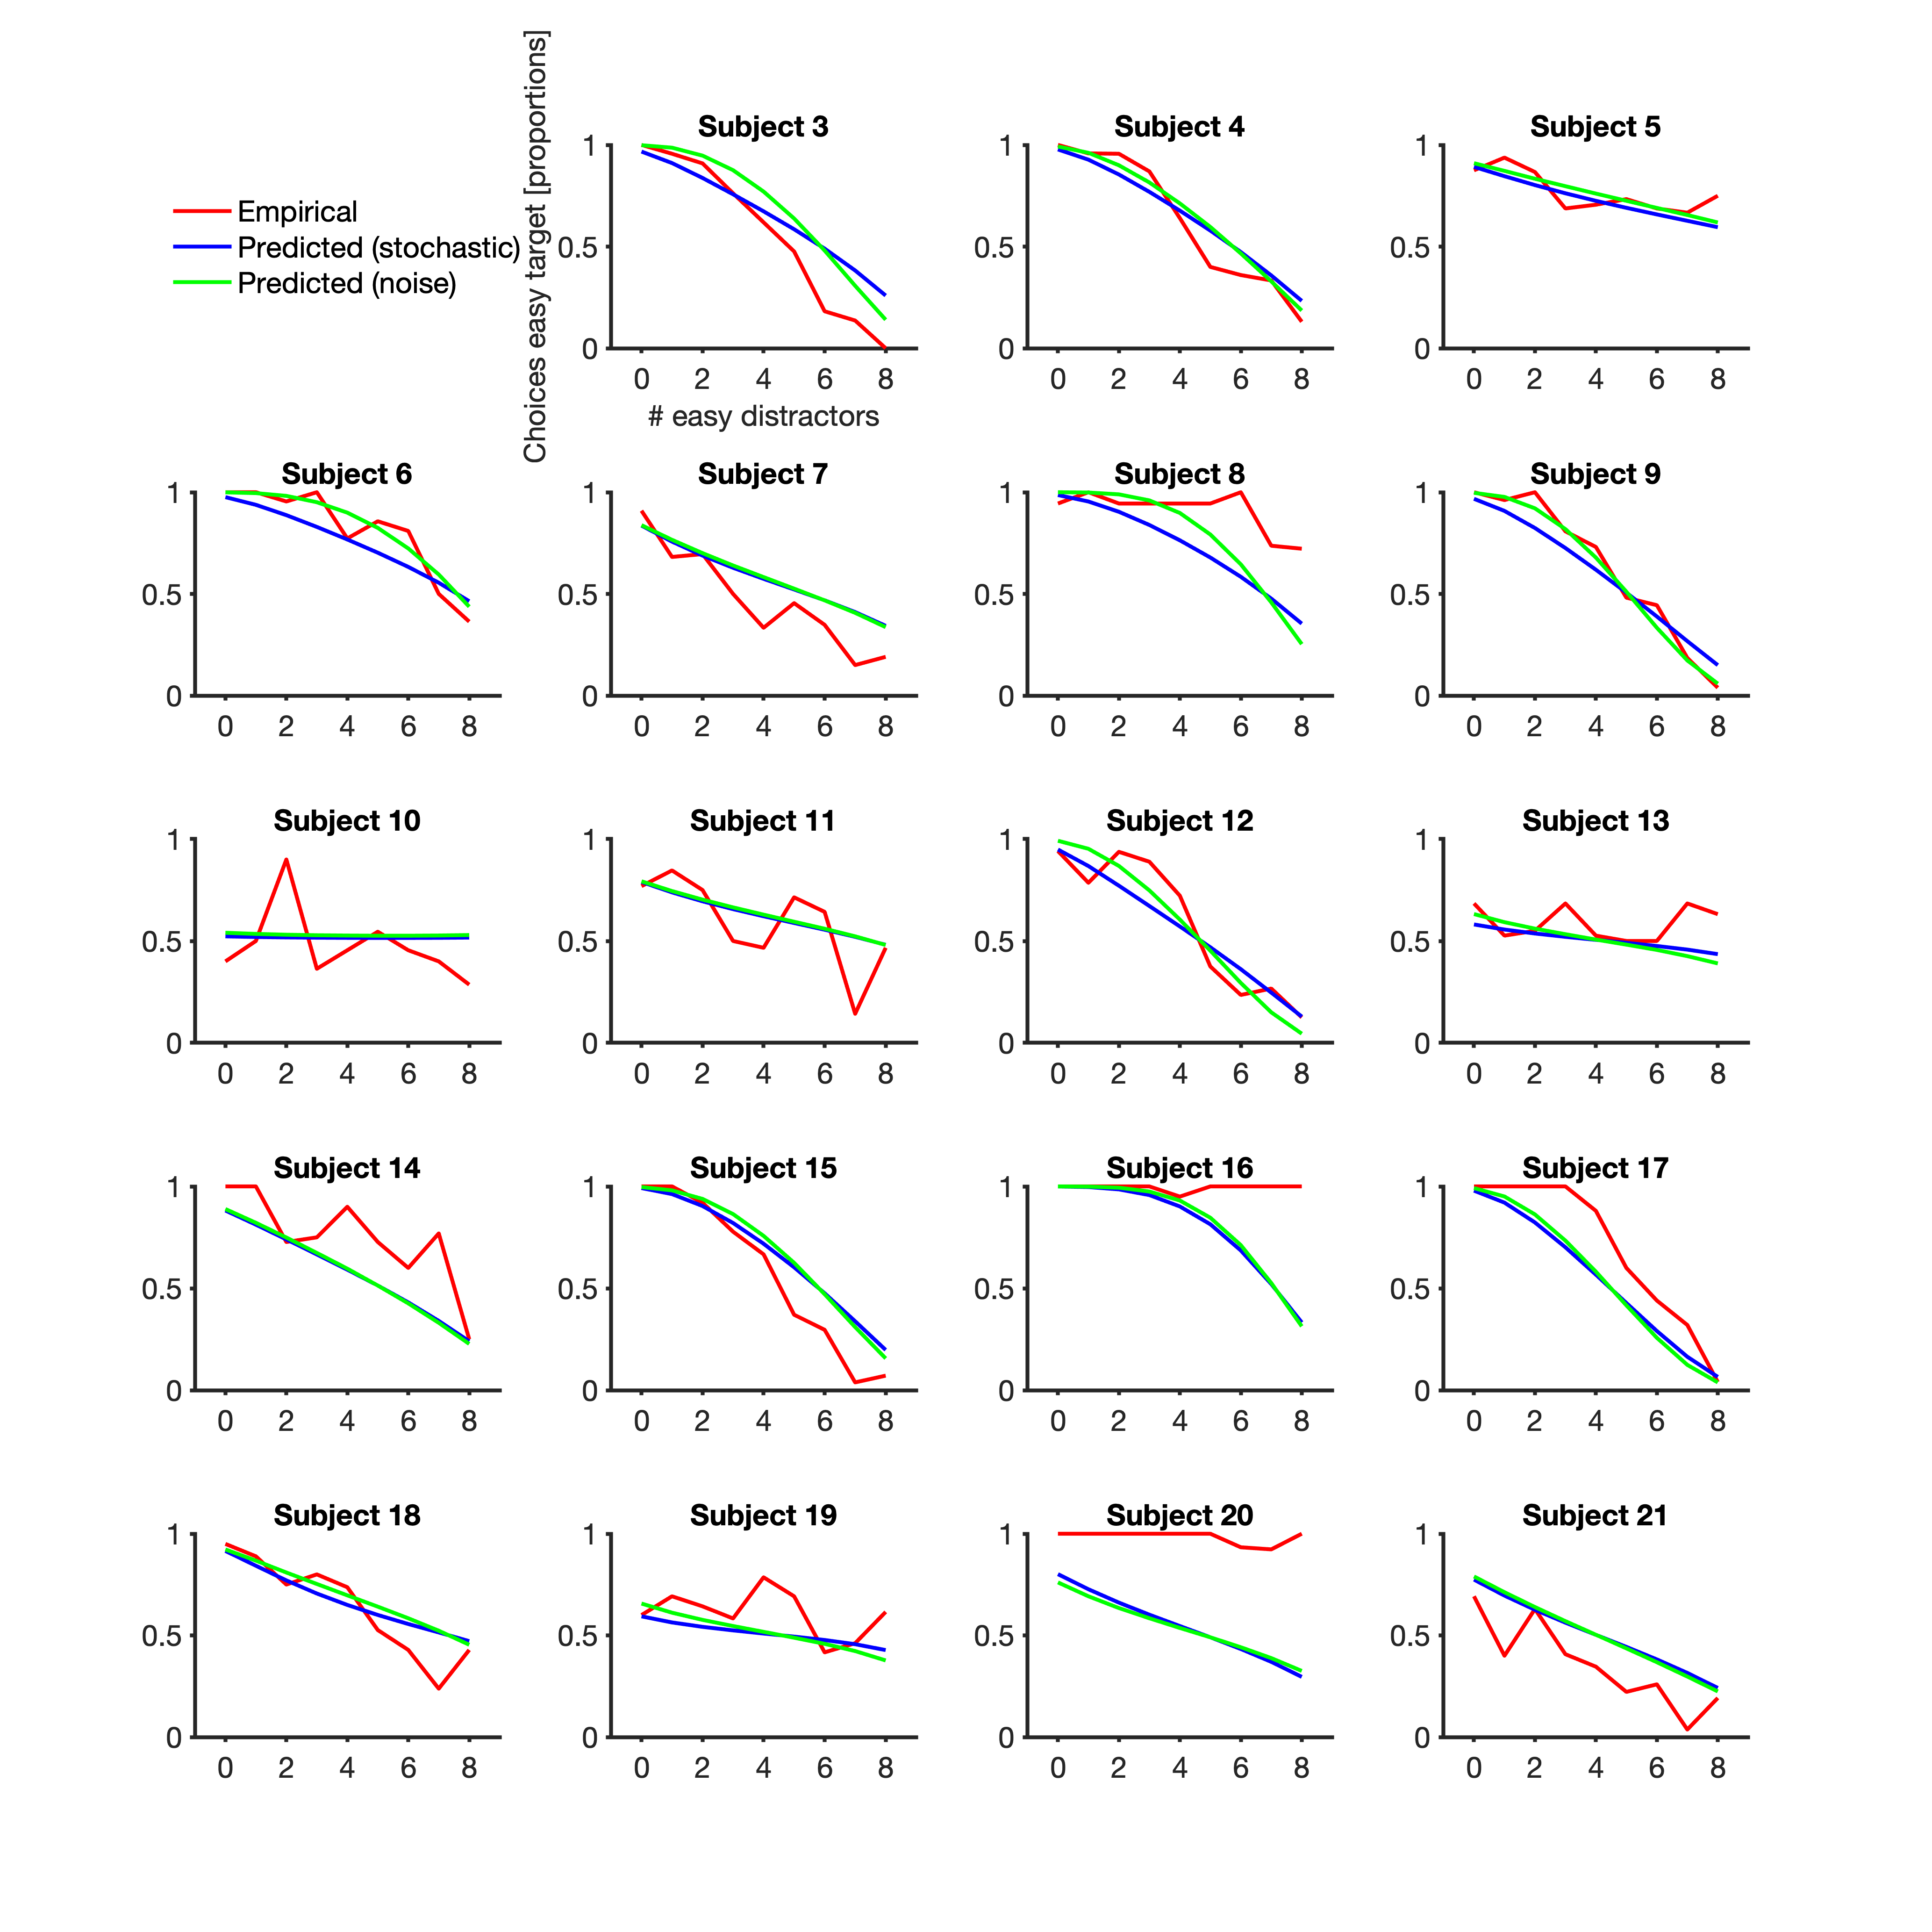 Empirical
Predicted (stochastic)
Predicted (noise)
Choices easy target [proportions]
Subject 3
1
0.5
0
0 2 4 6 8
# easy distractors
Subject 4
1
0.5
0
0 2 4 6 8
Subject 5
1
0.5
0
0 2 4 6 8
Subject 6
1
0.5
0
0 2 4 6 8
Subject 7
1
0.5
0
0 2 4 6 8
Subject 8
1
0.5
0
0 2 4 6 8
Subject 9
1
0.5
0
0 2 4 6 8
Subject 10
1
0.5
0
0 2 4 6 8
Subject 11
1
0.5
0
0 2 4 6 8
Subject 12
1
0.5
0
0 2 4 6 8
Subject 13
1
0.5
0
0 2 4 6 8
Subject 14
1
0.5
0
0 2 4 6 8
Subject 15
1
0.5
0
0 2 4 6 8
Subject 16
1
0.5
0
0 2 4 6 8
Subject 17
1
0.5
0
0 2 4 6 8
Subject 18
1
0.5
0
0 2 4 6 8
Subject 19
1
0.5
0
0 2 4 6 8
Subject 20
1
0.5
0
0 2 4 6 8
Subject 21
1
0.5
0
0 2 4 6 8